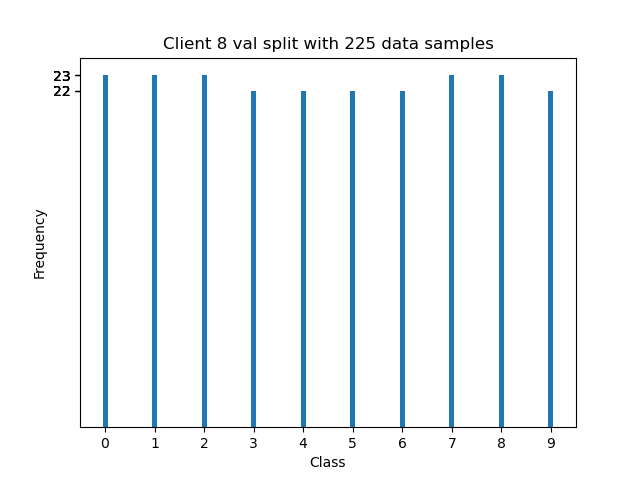 Client 8 val split with 225 data samples
23
22
Frequency
0 1 2 3 4 5 6 7 8 9
Class